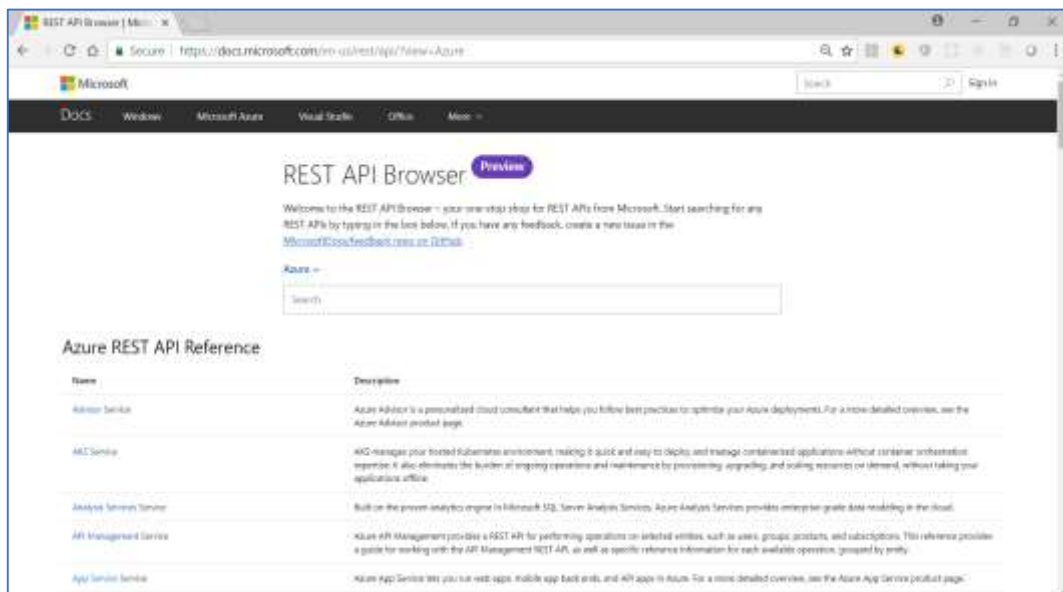 REST API Browser | Mi
Secure | https://docs.microsoft.com/en-us/rest/api/?view=Azure
Microsoft
Search
Sign in
Docs Windows Microsoft Azure Visual Studio Office More
REST API Browser Preview
Welcome to the REST API Browser – your one-stop shop for REST APIs from Microsoft. Start searching for any
REST APIs by typing in the box below. If you have any feedback, create a new issue in the
MicrosoftDocs/feedback repo on GitHub.
Azure
Search
Azure REST API Reference
Name Description
Advisor Service Azure Advisor is a personalized cloud consultant that helps you follow best practices to optimize your Azure deployments. For a more detailed overview, see the
Azure Advisor product page.
Service AKS manages your hosted Kubernetes environment, making it quick and easy to deploy and manage containerized applications without container orchestration
expertise. It also eliminates the burden of ongoing operations and maintenance by provisioning, upgrading, and scaling resources on demand, without taking your
applications offline.
Analysis Services Service Built on the proven analytics engine in Microsoft SQL Server Analysis Services, Azure Analysis Services provides enterprise-grade data modeling in the cloud.
API Management Service Azure API Management provides a REST API for performing operations on selected entities, such as users, groups, products, and subscriptions. This reference provides
a guide for working with the API Management REST API, as well as specific reference information for each available operation, grouped by entity.
App Service Service Azure App Service lets you run web apps, mobile app back ends, and API apps in Azure. For a more detailed overview, see the Azure App Service product page.